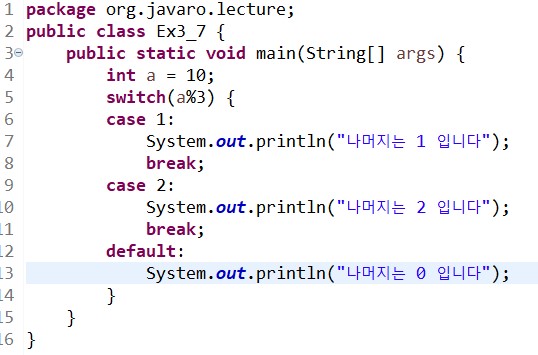 1 package org.javaro.lecture;
2 public class Ex3_7 {
3 public static void main(String[] args) {
4 int a = 10;
5 switch(a%3) {
6 case 1:
7 System.out.println("나머지는 1 입니다");
8 break;
9 case 2:
10 System.out.println("나머지는 2 입니다");
11 break;
12 default:
13 System.out.println("나머지는 0 입니다");
14 }
15 }
16 }